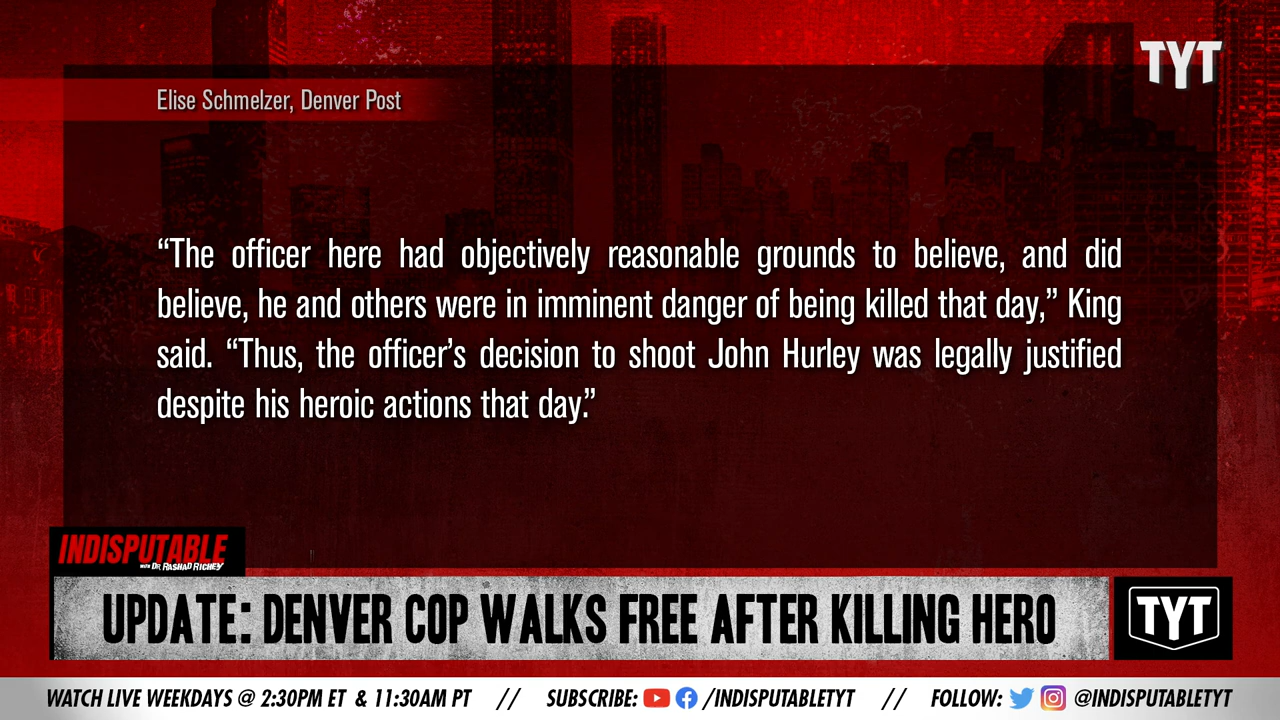 TYT
Elise Schmelzer, Denver Post
“The officer here had objectively reasonable grounds to believe, and did
believe, he and others were in imminent danger of being killed that day,” King
said. “Thus, the officer’s decision to shoot John Hurley was legally justified
despite his heroic actions that day.”
INDISPUTABLE
WITH DR. RASHAD RICHEY
UPDATE: DENVER COP WALKS FREE AFTER KILLING HERO
TYT
WATCH LIVE WEEKDAYS @ 2:30PM ET & 11:30AM PT // SUBSCRIBE: /INDISPUTABLETYT // FOLLOW: @INDISPUTABLETYT